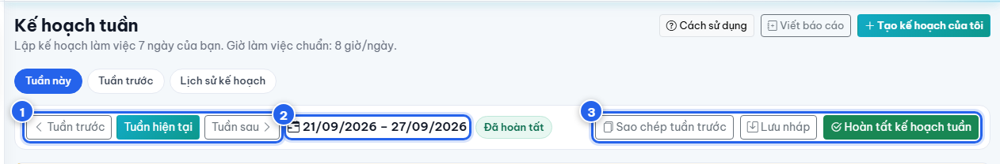 Kế hoạch tuần
Cách sử dụng
Viết báo cáo
+ Tạo kế hoạch của tôi
Lập kế hoạch làm việc 7 ngày của bạn. Giờ làm việc chuẩn: 8 giờ/ngày.
Tuần này
Tuần trước
Lịch sử kế hoạch
1
2
3
Tuần trước
Tuần hiện tại
Tuần sau
21/09/2026 – 27/09/2026
Đã hoàn tất
Sao chép tuần trước
Lưu nháp
Hoàn tất kế hoạch tuần